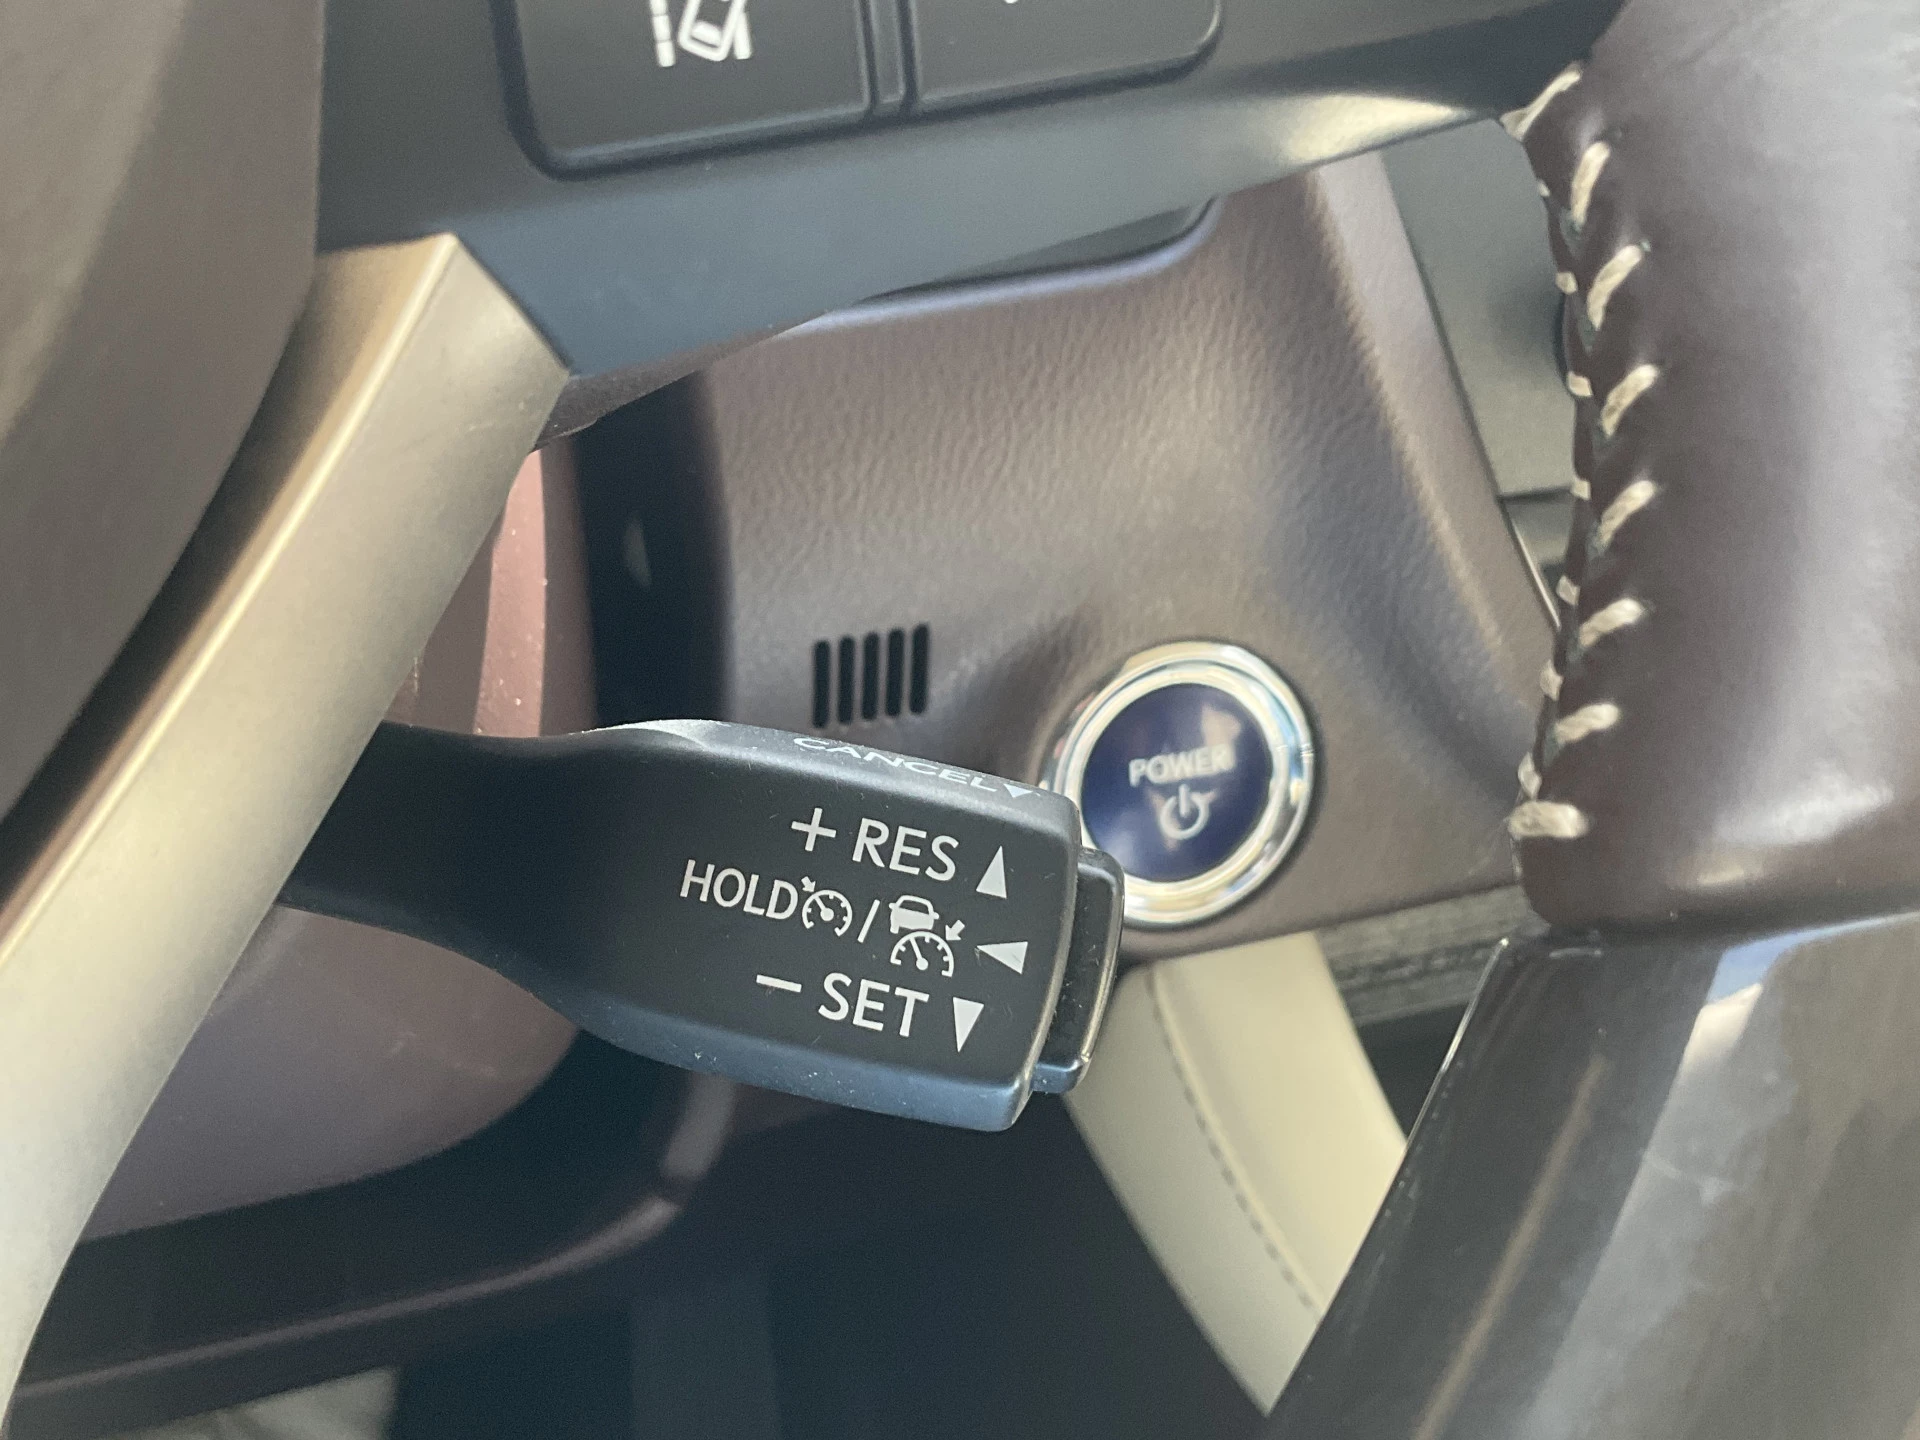 CANCEL
+ RES
HOLD /
- SET
POWER